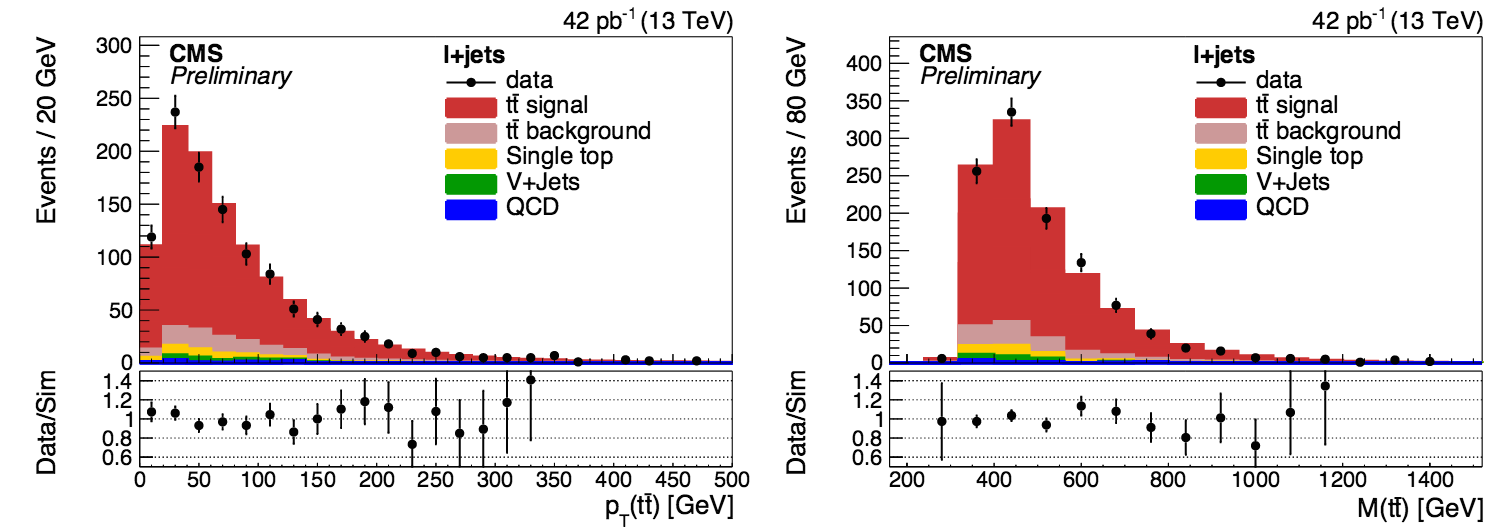 42 pb-1 (13 TeV)
CMS
Preliminary
l+jets
data
tt̄ signal
tt̄ background
Single top
V+Jets
QCD
Events / 20 GeV
300
250
200
150
100
50
0
Data/Sim
1.4
1.2
1
0.8
0.6
0 50 100 150 200 250 300 350 400 450 500
pT(tt̄) [GeV]
42 pb-1 (13 TeV)
CMS
Preliminary
l+jets
data
tt̄ signal
tt̄ background
Single top
V+Jets
QCD
Events / 80 GeV
400
350
300
250
200
150
100
50
0
Data/Sim
1.4
1.2
1
0.8
0.6
200 400 600 800 1000 1200 1400
M(tt̄) [GeV]